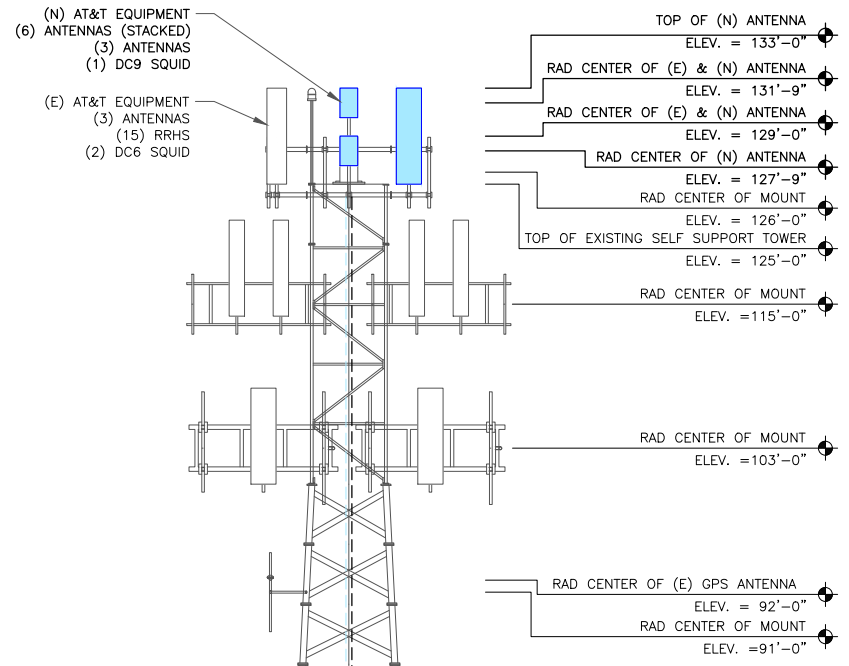 (N) AT&T EQUIPMENT
(6) ANTENNAS (STACKED)
(3) ANTENNAS
(1) DC9 SQUID
(E) AT&T EQUIPMENT
(3) ANTENNAS
(15) RRHS
(2) DC6 SQUID
TOP OF (N) ANTENNA
ELEV. = 133'-0"
RAD CENTER OF (E) & (N) ANTENNA
ELEV. = 131'-9"
RAD CENTER OF (E) & (N) ANTENNA
ELEV. = 129'-0"
RAD CENTER OF (N) ANTENNA
ELEV. = 127'-9"
RAD CENTER OF MOUNT
ELEV. = 126'-0"
TOP OF EXISTING SELF SUPPORT TOWER
ELEV. = 125'-0"
RAD CENTER OF MOUNT
ELEV. =115'-0"
RAD CENTER OF MOUNT
ELEV. =103'-0"
RAD CENTER OF (E) GPS ANTENNA
ELEV. = 92'-0"
RAD CENTER OF MOUNT
ELEV. =91'-0"